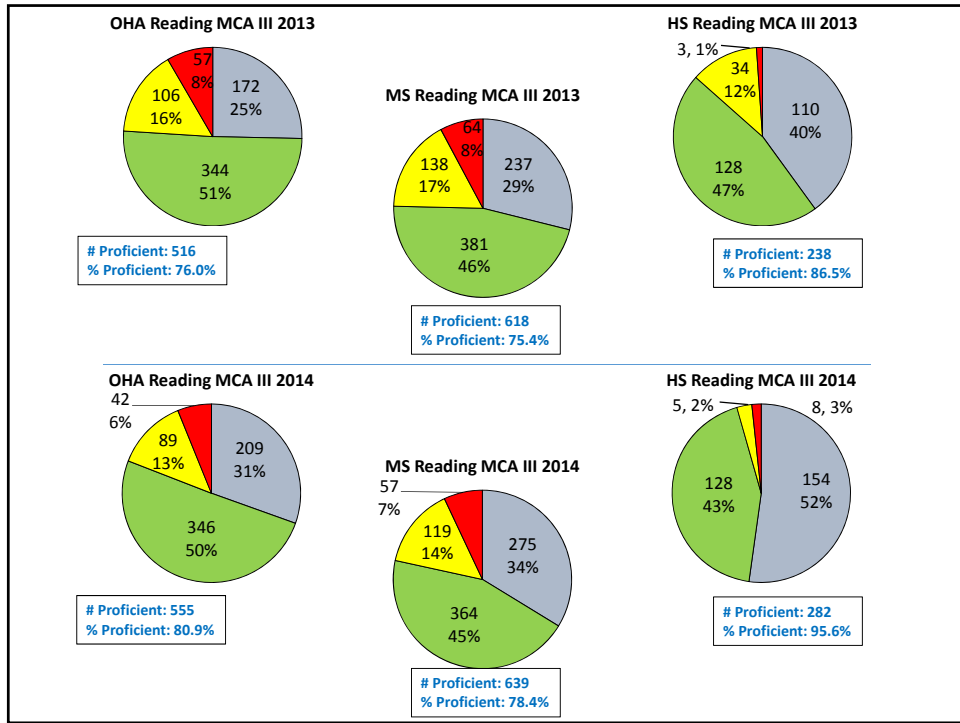 OHA Reading MCA III 2013
57
8%
172
25%
106
16%
344
51%
# Proficient: 516
% Proficient: 76.0%
MS Reading MCA III 2013
64
8%
237
29%
138
17%
381
46%
# Proficient: 618
% Proficient: 75.4%
HS Reading MCA III 2013
3, 1%
34
12%
110
40%
128
47%
# Proficient: 238
% Proficient: 86.5%
OHA Reading MCA III 2014
42
6%
89
13%
209
31%
346
50%
# Proficient: 555
% Proficient: 80.9%
MS Reading MCA III 2014
57
7%
119
14%
275
34%
364
45%
# Proficient: 639
% Proficient: 78.4%
HS Reading MCA III 2014
5, 2%
8, 3%
154
52%
128
43%
# Proficient: 282
% Proficient: 95.6%